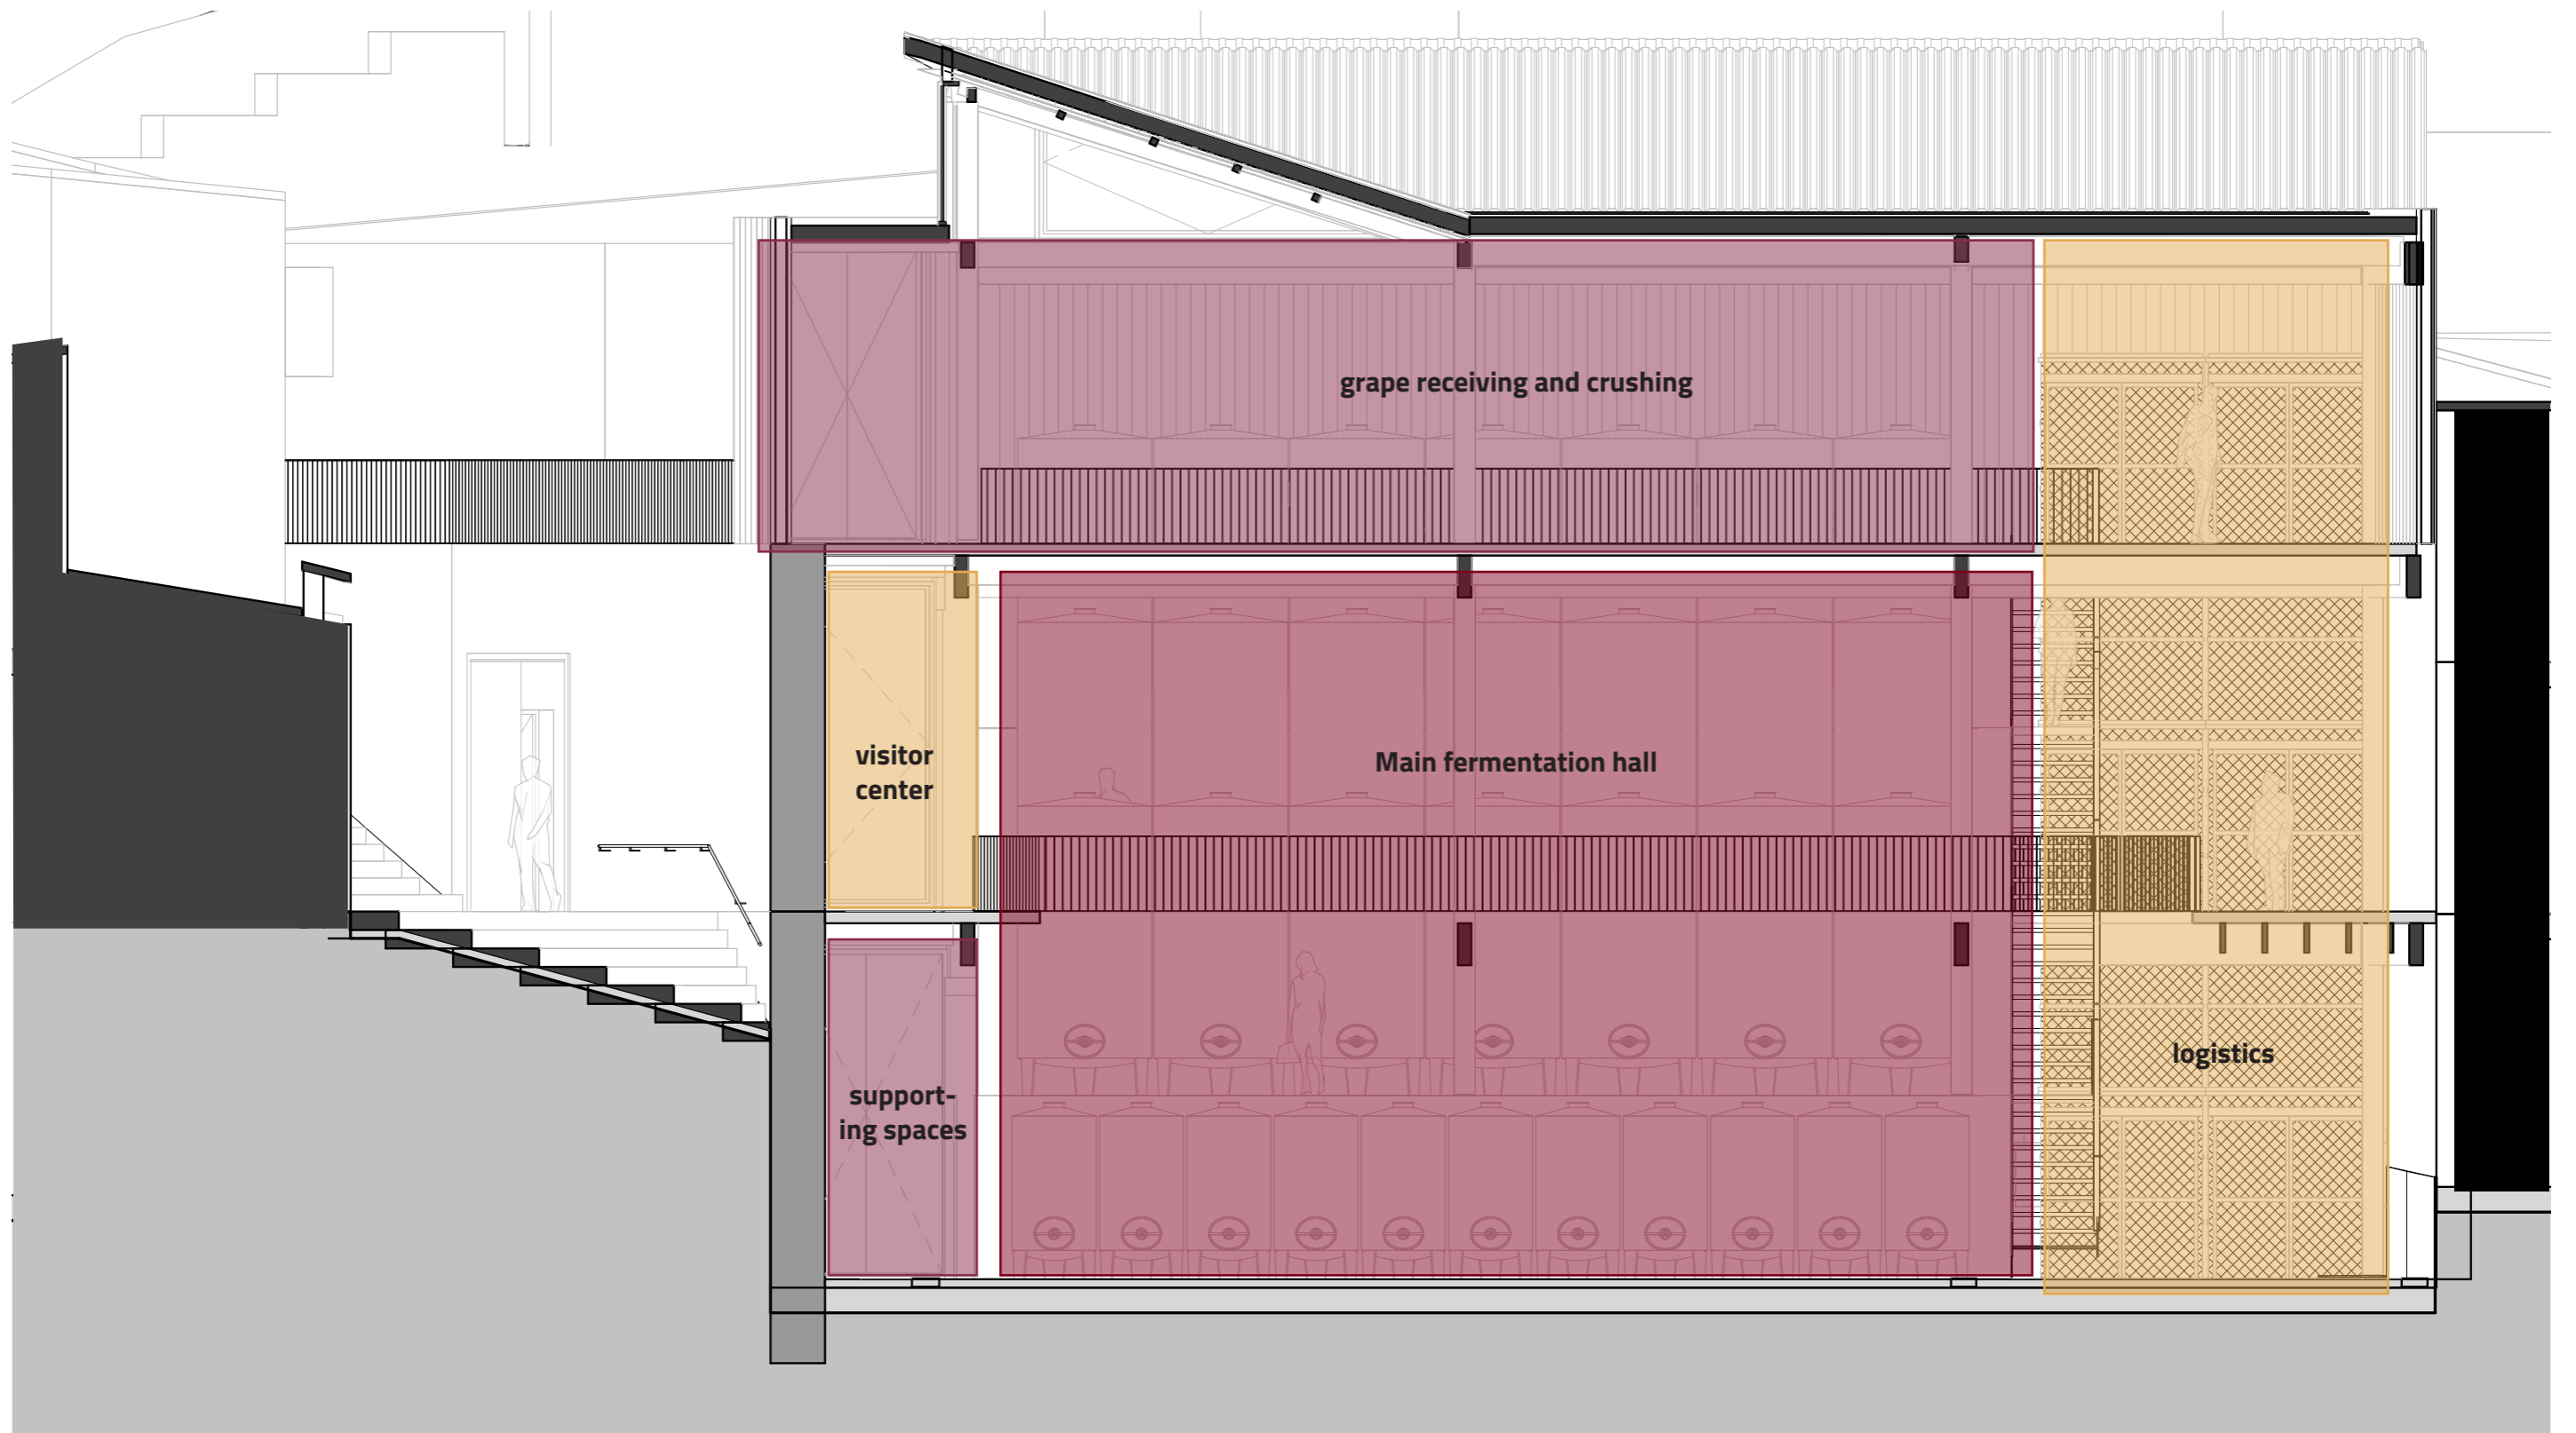 grape receiving and crushing
visitor
center
Main fermentation hall
logistics
support-
ing spaces